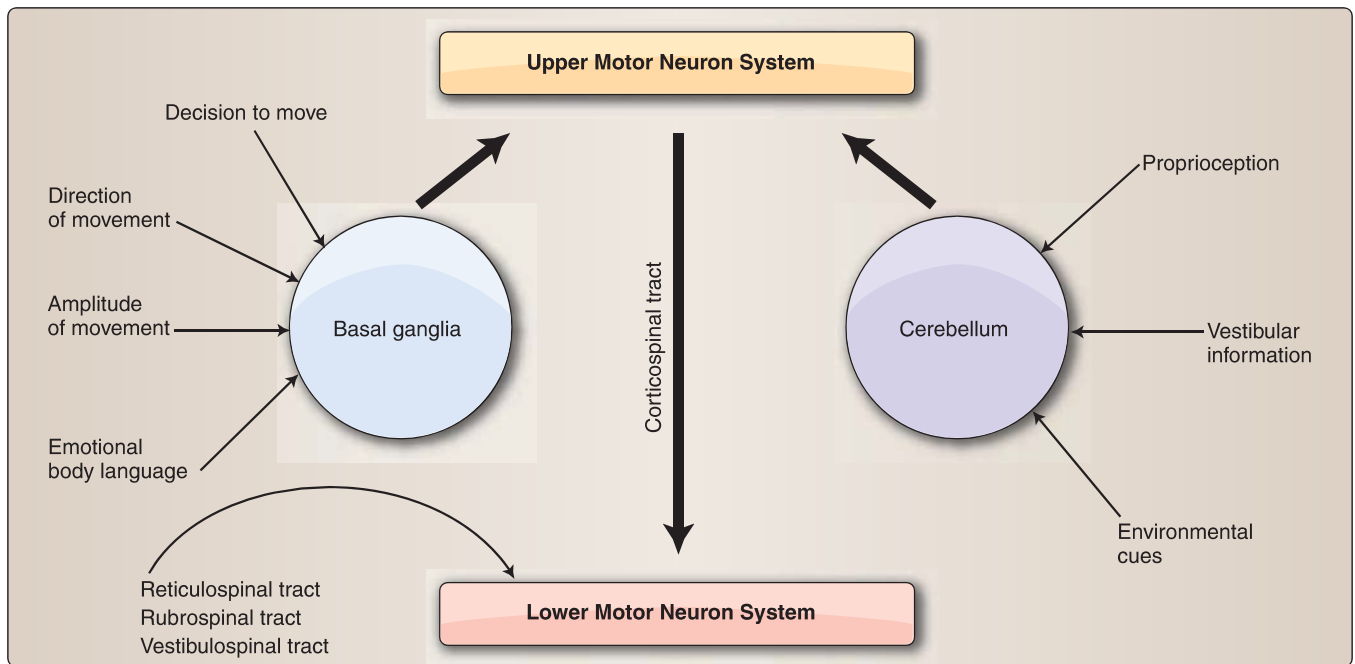 Upper Motor Neuron System
Decision to move
Direction
of movement
Amplitude
of movement
Emotional
body language
Basal ganglia
Corticospinal tract
Cerebellum
Proprioception
Vestibular
information
Environmental
cues
Reticulospinal tract
Rubrospinal tract
Vestibulospinal tract
Lower Motor Neuron System